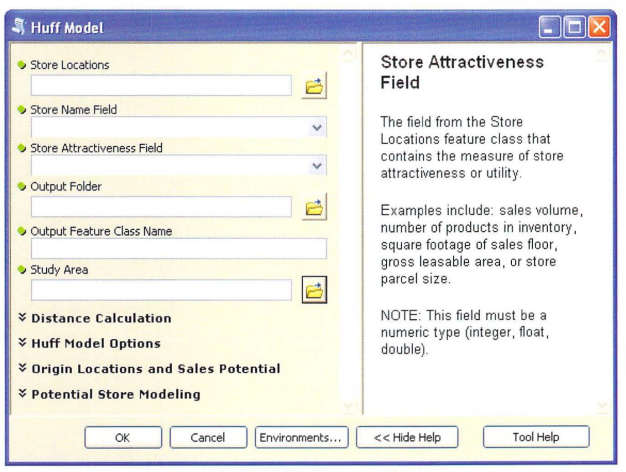 Huff Model
Store Locations
Store Name Field
Store Attractiveness Field
Output Folder
Output Feature Class Name
Study Area
Distance Calculation
Huff Model Options
Origin Locations and Sales Potential
Potential Store Modeling
Store Attractiveness
Field
The field from the Store
Locations feature class that
contains the measure of store
attractiveness or utility.
Examples include: sales volume,
number of products in inventory,
square footage of sales floor,
gross leasable area, or store
parcel size.
NOTE: This field must be a
numeric type (integer, float,
double).
OK
Cancel
Environments...
<< Hide Help
Tool Help